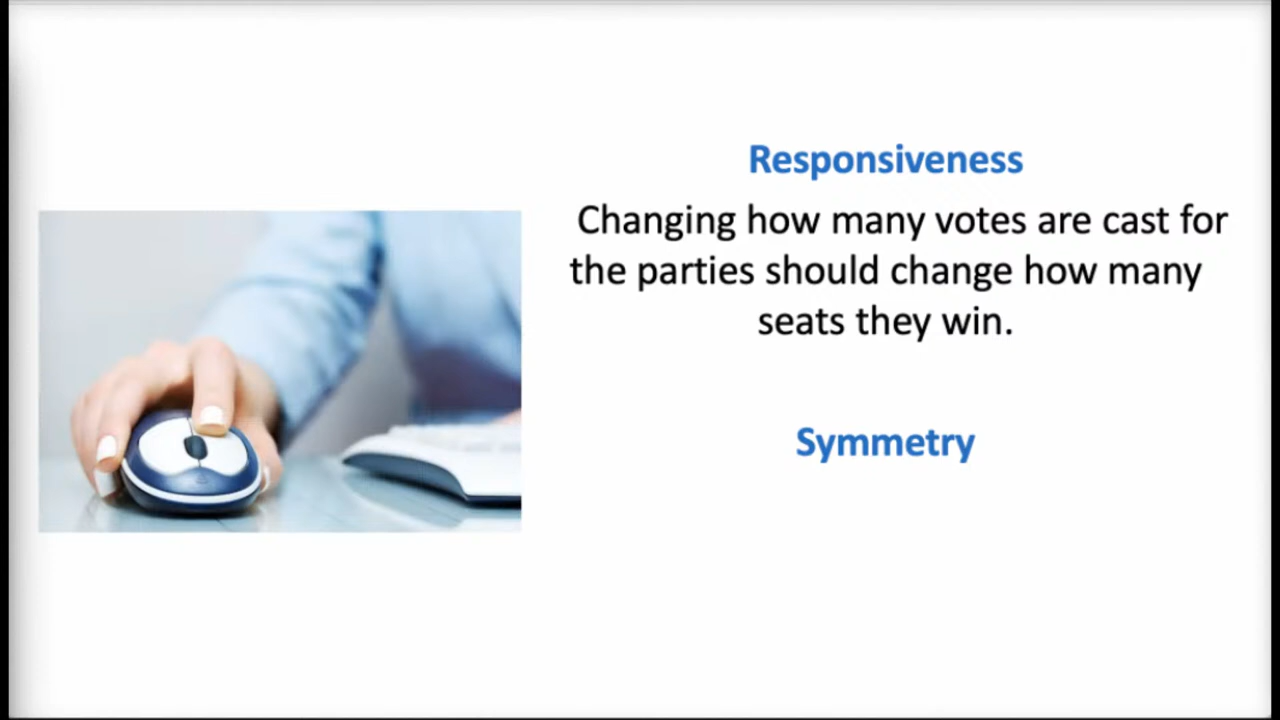 Responsiveness
Changing how many votes are cast for
the parties should change how many
seats they win.
Symmetry